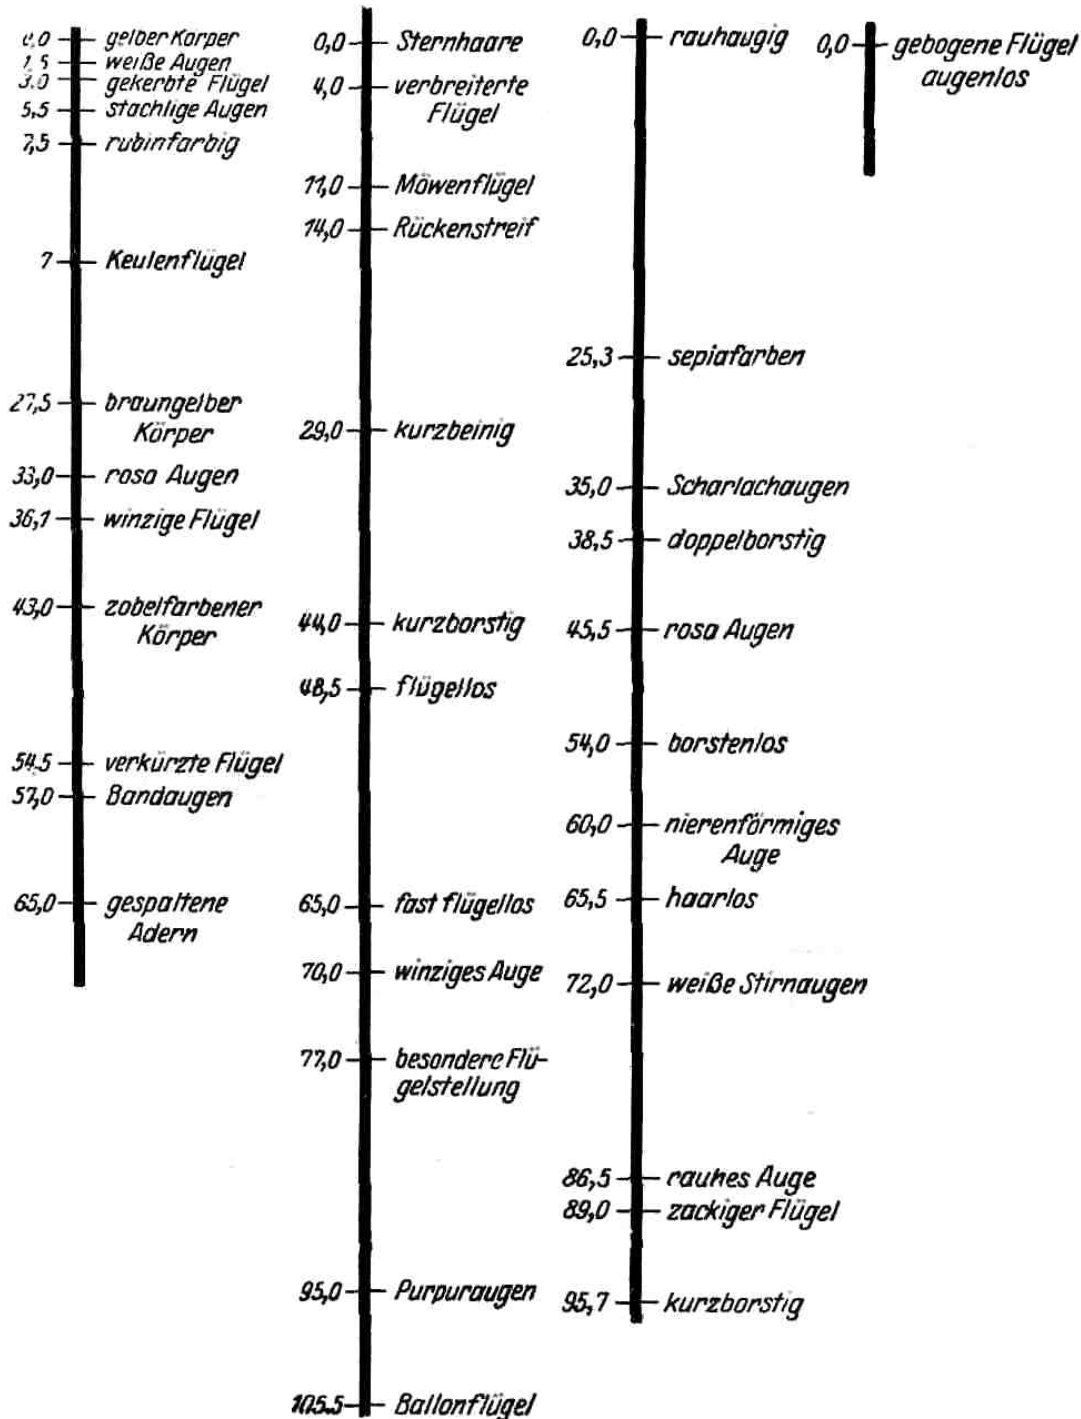 0,0 gelber Körper
1,5 weiße Augen
3,0 gekerbte Flügel
5,5 stachlige Augen
7,5 rubinfarbig
7 Keulenflügel
27,5 braungelber
Körper
33,0 rosa Augen
36,1 winzige Flügel
43,0 zobelfarbener
Körper
54.5 verkürzte Flügel
57,0 Bandaugen
65,0 gespaltene
Adern
0,0 Sternhaare
4,0 verbreiterte
Flügel
11,0 Möwenflügel
14,0 Rückenstreif
29,0 kurzbeinig
44,0 kurzborstig
48,5 flügellos
65,0 fast flügellos
70,0 winziges Auge
77,0 besondere Flü-
gelstellung
95,0 Purpuraugen
105.5 Ballonflügel
0,0 rauhaugig
25,3 sepiafarben
35,0 Scharlachaugen
38,5 doppelborstig
45,5 rosa Augen
54,0 borstenlos
60,0 nierenförmiges
Auge
65,5 haarlos
72,0 weiße Stirnaugen
86,5 rauhes Auge
89,0 zackiger Flügel
95,7 kurzborstig
0,0 gebogene Flügel
augenlos